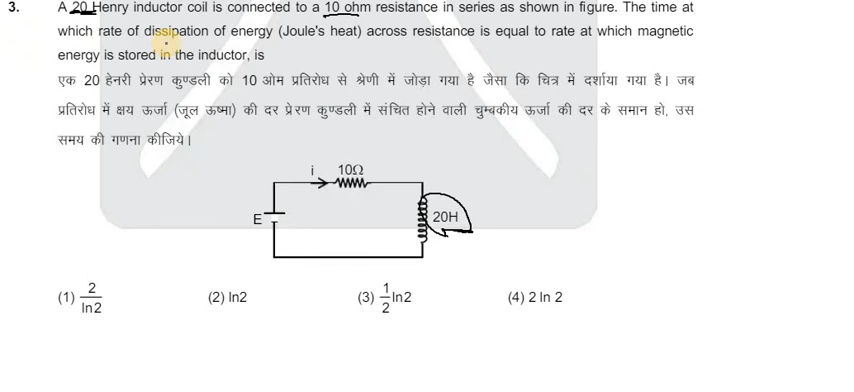 3. A 20 Henry inductor coil is connected to a 10 ohm resistance in series as shown in figure. The time at
which rate of dissipation of energy (Joule's heat) across resistance is equal to rate at which magnetic
energy is stored in the inductor, is
एक 20 हेनरी प्रेरण कुण्डली को 10 ओम प्रतिरोध से श्रेणी में जोड़ा गया है जैसा कि चित्र में दर्शाया गया है। जब
प्रतिरोध में क्षय ऊर्जा (जूल ऊष्मा) की दर प्रेरण कुण्डली में संचित होने वाली चुम्बकीय ऊर्जा की दर के समान हो, उस
समय की गणना कीजिये।
i 10Ω
E 20H
(1) 2/ln2 (2) ln2 (3) 1/2 ln2 (4) 2 ln 2